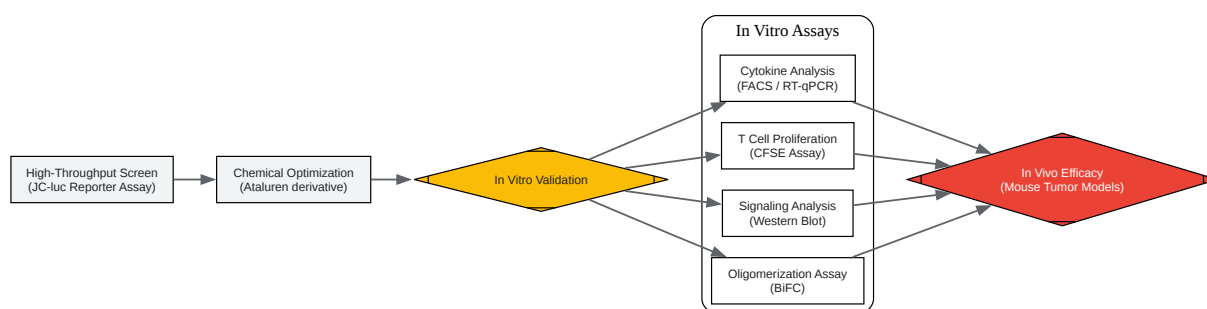 High-Throughput Screen
(JC-luc Reporter Assay)
Chemical Optimization
(Ataluren derivative)
In Vitro Validation
In Vitro Assays
Cytokine Analysis
(FACS / RT-qPCR)
T Cell Proliferation
(CFSE Assay)
Signaling Analysis
(Western Blot)
Oligomerization Assay
(BiFC)
In Vivo Efficacy
(Mouse Tumor Models)